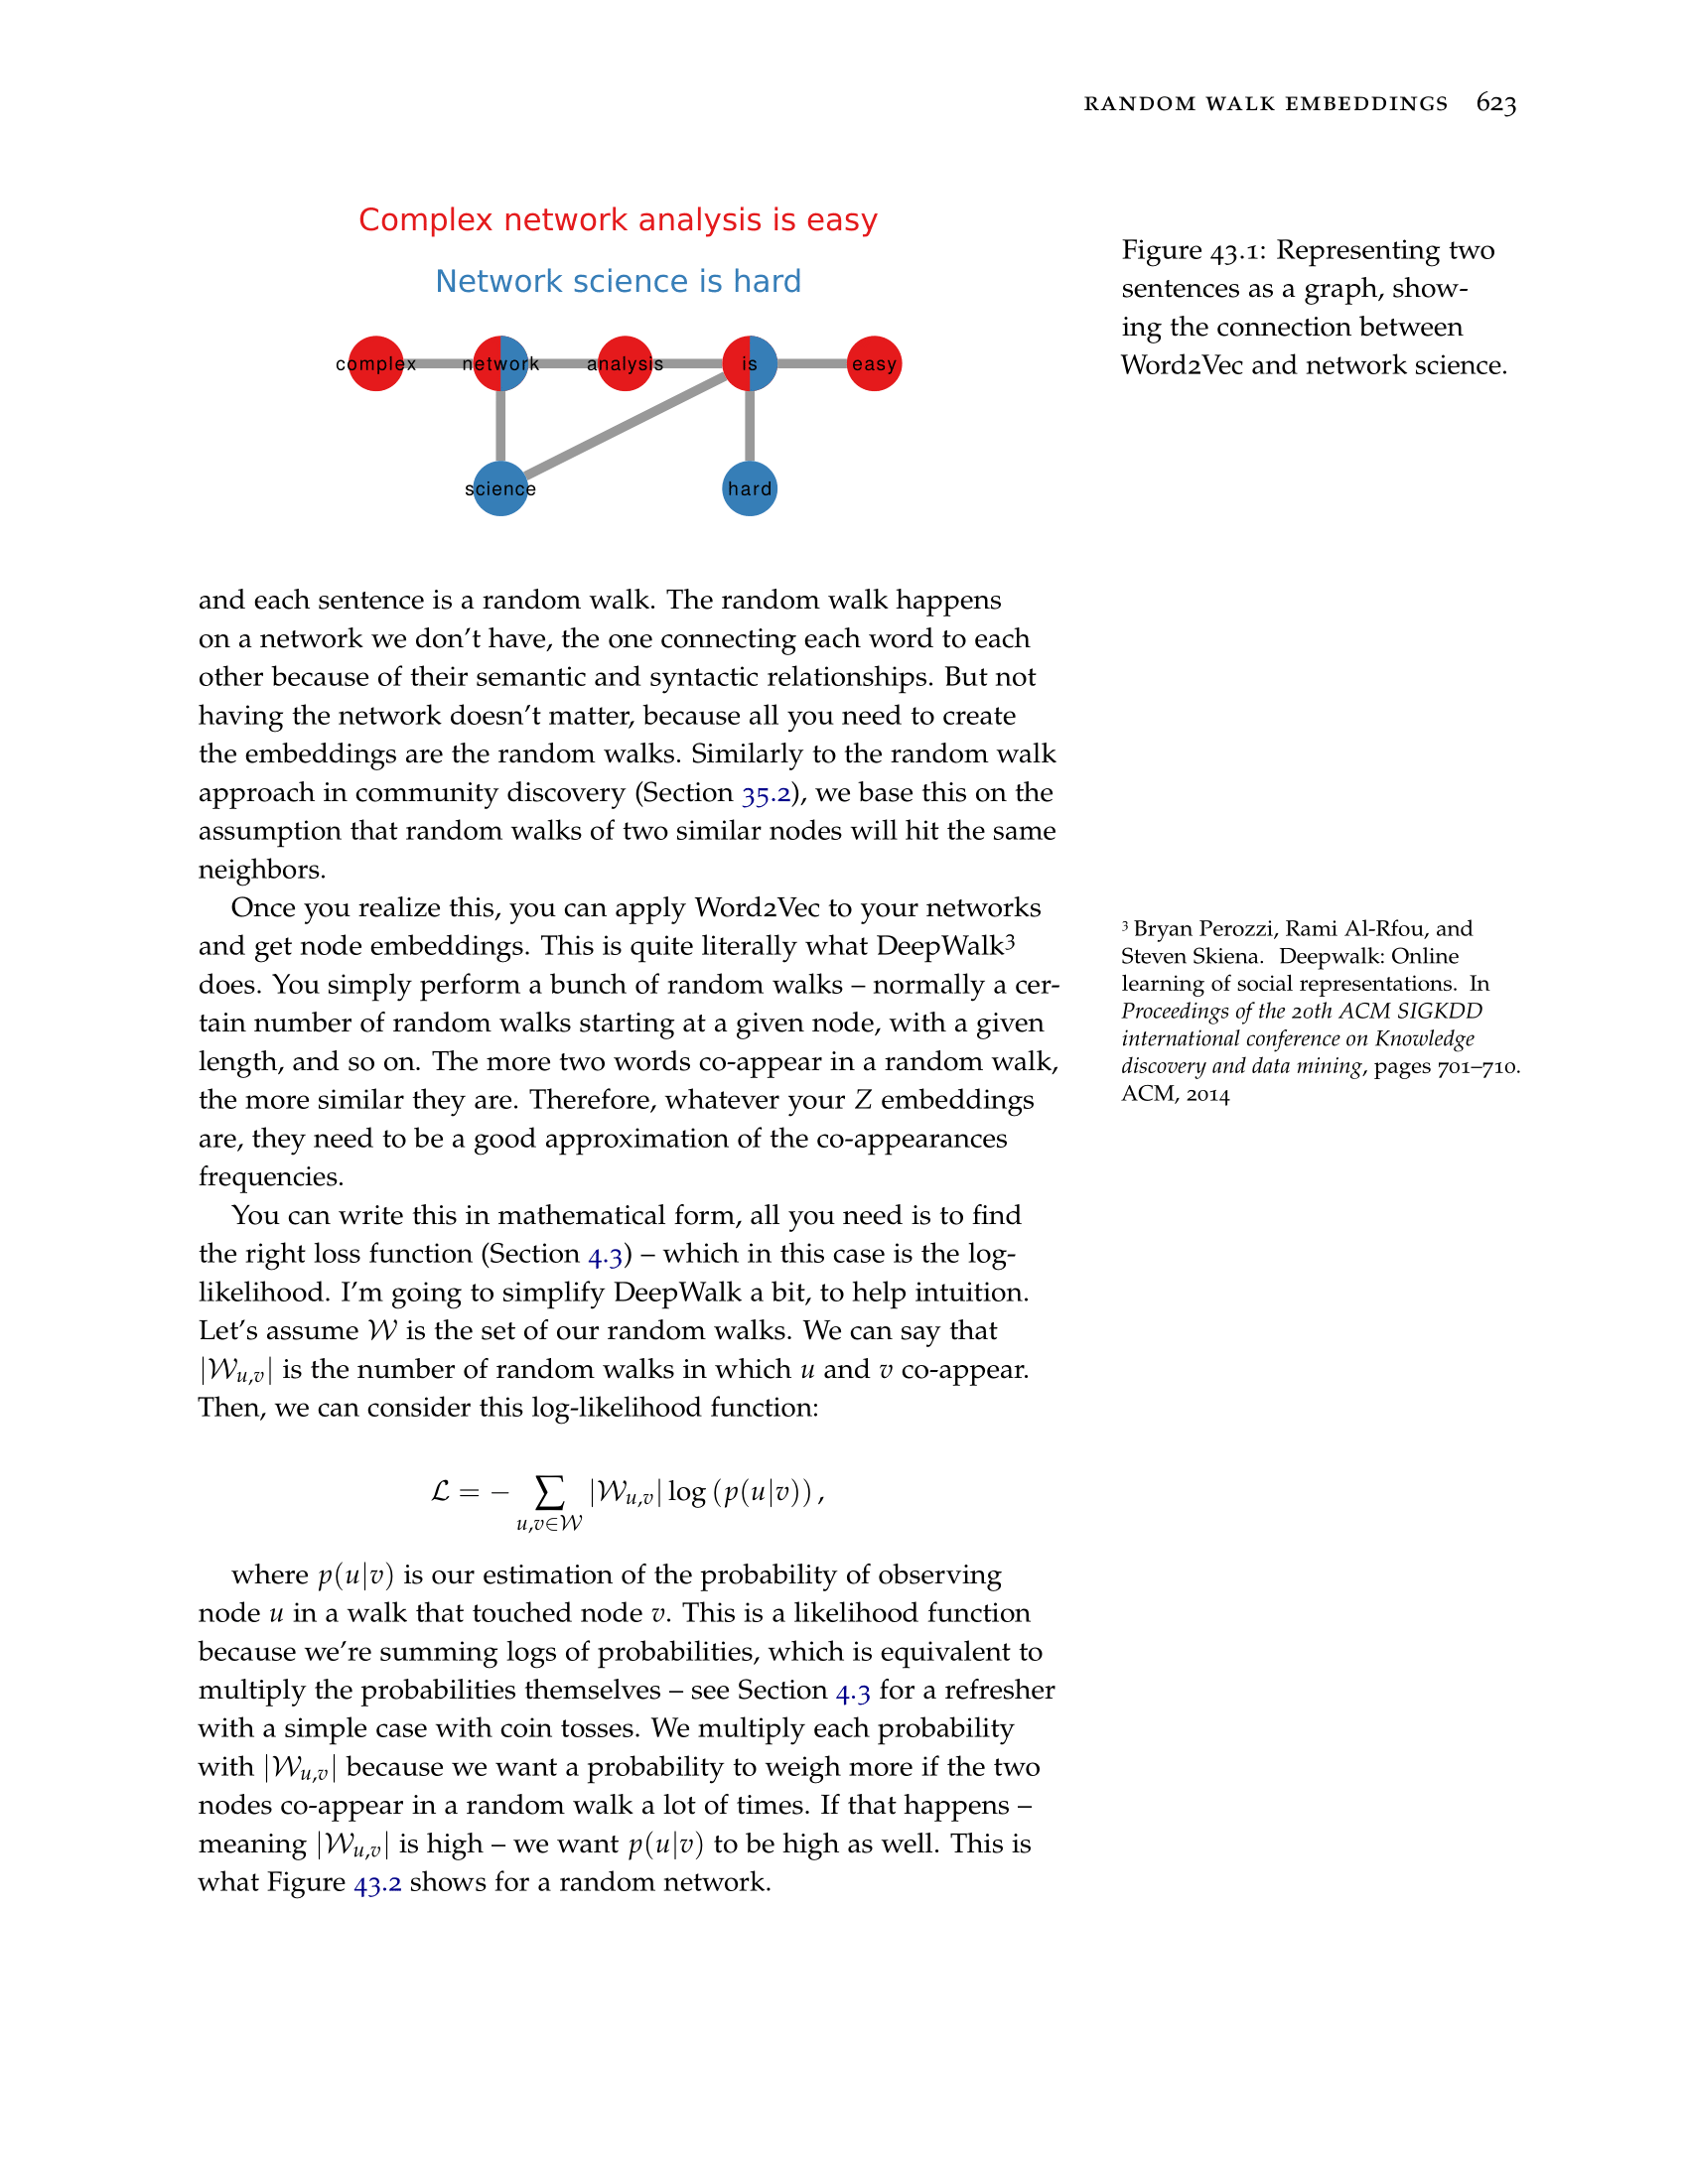 RANDOM WALK EMBEDDINGS 623
Complex network analysis is easy
Network science is hard
complex network analysis is easy
science hard
Figure 43.1: Representing two
sentences as a graph, show-
ing the connection between
Word2Vec and network science.
and each sentence is a random walk. The random walk happens
on a network we don’t have, the one connecting each word to each
other because of their semantic and syntactic relationships. But not
having the network doesn’t matter, because all you need to create
the embeddings are the random walks. Similarly to the random walk
approach in community discovery (Section 35.2), we base this on the
assumption that random walks of two similar nodes will hit the same
neighbors.
Once you realize this, you can apply Word2Vec to your networks
and get node embeddings. This is quite literally what DeepWalk³
does. You simply perform a bunch of random walks – normally a cer-
tain number of random walks starting at a given node, with a given
length, and so on. The more two words co-appear in a random walk,
the more similar they are. Therefore, whatever your Z embeddings
are, they need to be a good approximation of the co-appearances
frequencies.
³ Bryan Perozzi, Rami Al-Rfou, and
Steven Skiena. Deepwalk: Online
learning of social representations. In
Proceedings of the 20th ACM SIGKDD
international conference on Knowledge
discovery and data mining, pages 701–710.
ACM, 2014
You can write this in mathematical form, all you need is to find
the right loss function (Section 4.3) – which in this case is the log-
likelihood. I’m going to simplify DeepWalk a bit, to help intuition.
Let’s assume 𝒲 is the set of our random walks. We can say that
|𝒲u,v| is the number of random walks in which u and v co-appear.
Then, we can consider this log-likelihood function:
ℒ = − ∑ |𝒲u,v| log (p(u|v)),
u,v∈𝒲
where p(u|v) is our estimation of the probability of observing
node u in a walk that touched node v. This is a likelihood function
because we’re summing logs of probabilities, which is equivalent to
multiply the probabilities themselves – see Section 4.3 for a refresher
with a simple case with coin tosses. We multiply each probability
with |𝒲u,v| because we want a probability to weigh more if the two
nodes co-appear in a random walk a lot of times. If that happens –
meaning |𝒲u,v| is high – we want p(u|v) to be high as well. This is
what Figure 43.2 shows for a random network.